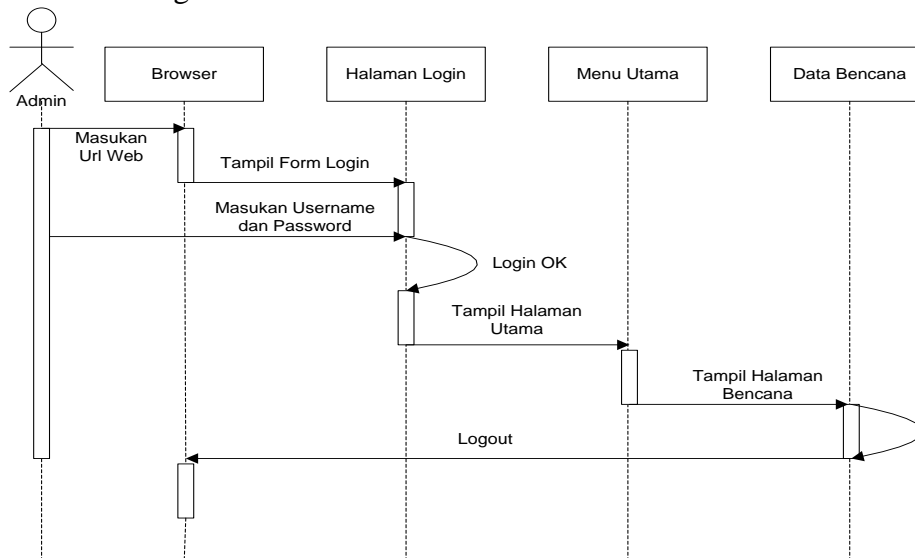 Browser
Halaman Login
Menu Utama
Data Bencana
Admin
Masukan
Url Web
Tampil Form Login
Masukan Username
dan Password
Login OK
Tampil Halaman
Utama
Tampil Halaman
Bencana
Logout